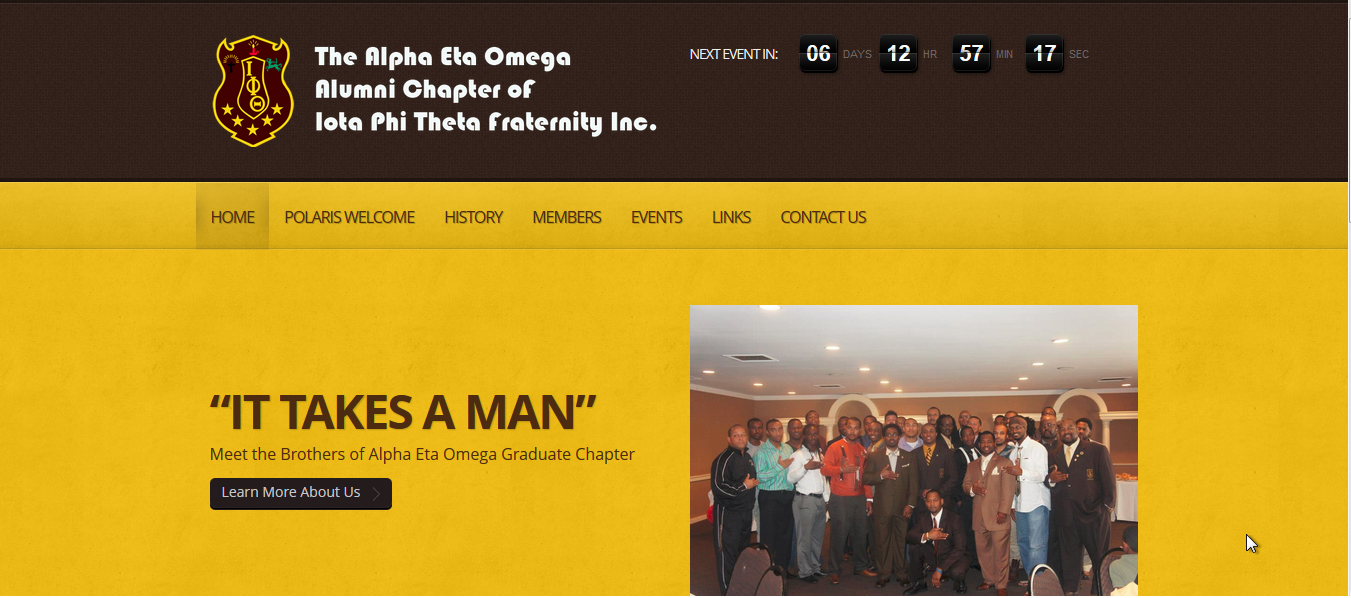 The Alpha Eta Omega
Alumni Chapter of
Iota Phi Theta Fraternity Inc.
NEXT EVENT IN: 06 DAYS 12 HR 57 MIN 17 SEC
HOME POLARIS WELCOME HISTORY MEMBERS EVENTS LINKS CONTACT US
“IT TAKES A MAN”
Meet the Brothers of Alpha Eta Omega Graduate Chapter
Learn More About Us
ΙΦΘ